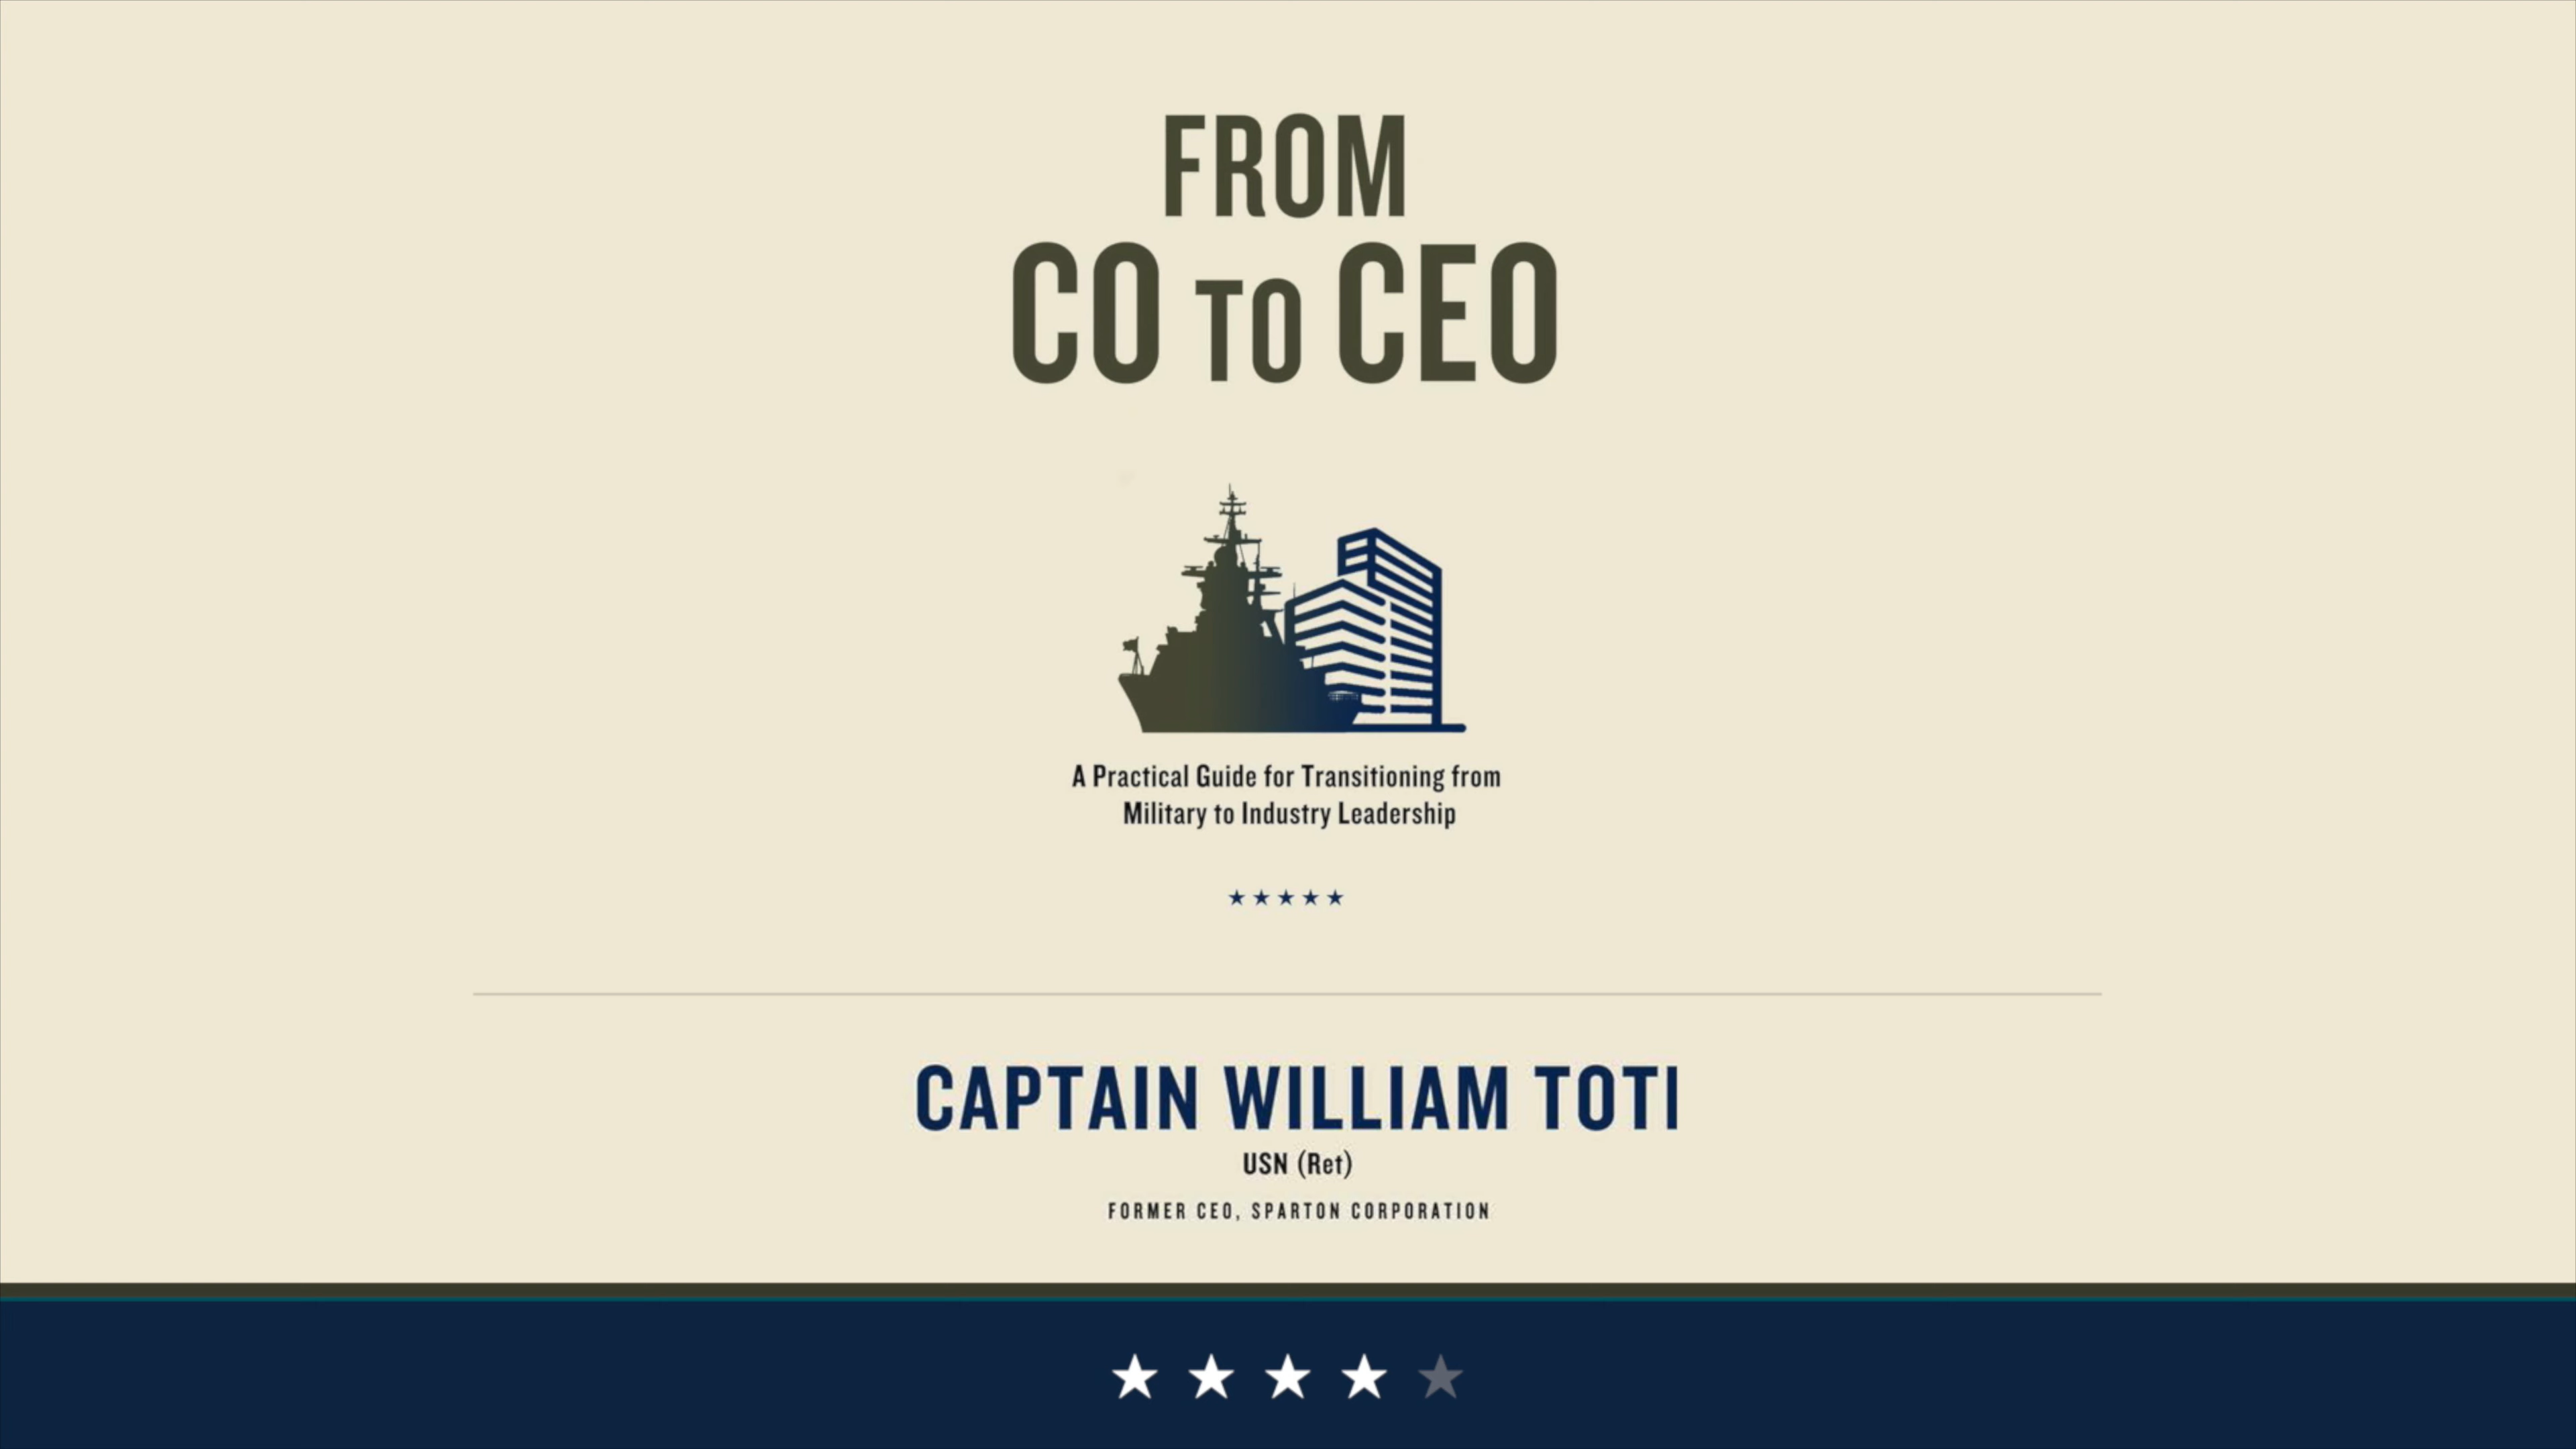 FROM
CO TO CEO
A Practical Guide for Transitioning from
Military to Industry Leadership
CAPTAIN WILLIAM TOTI
USN (Ret)
FORMER CEO, SPARTON CORPORATION